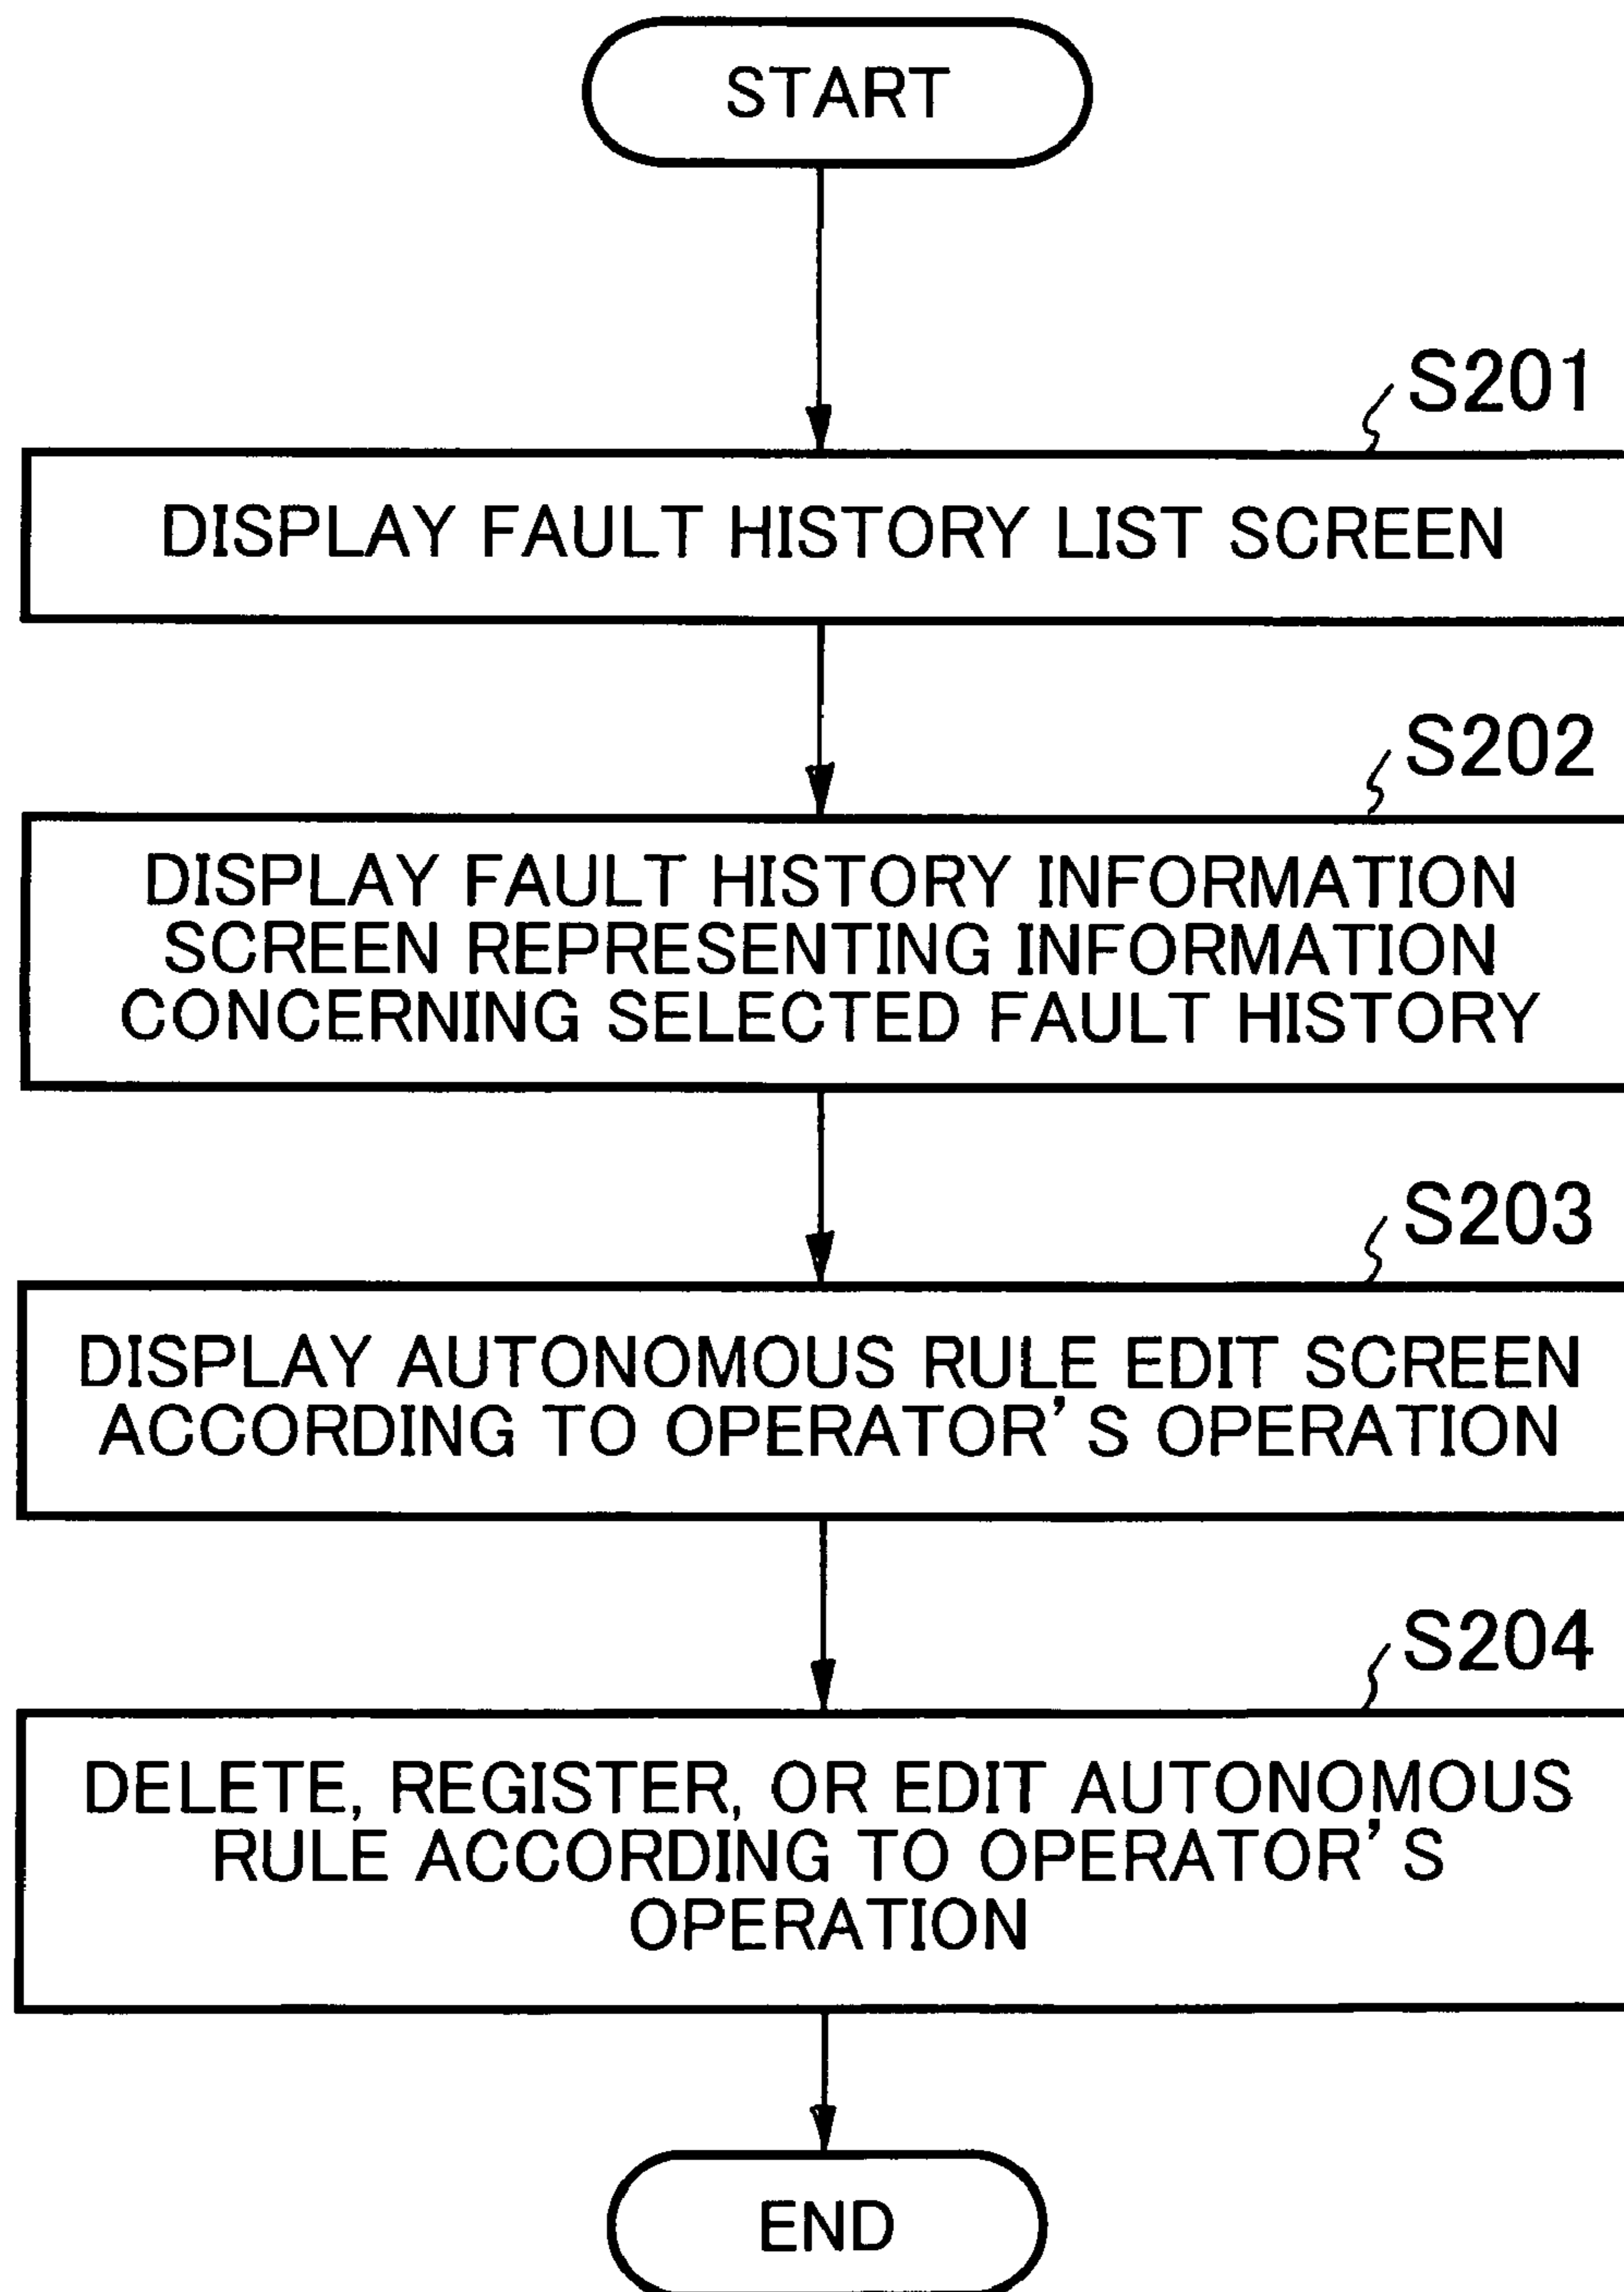 START
S201
DISPLAY FAULT HISTORY LIST SCREEN
S202
DISPLAY FAULT HISTORY INFORMATION
SCREEN REPRESENTING INFORMATION
CONCERNING SELECTED FAULT HISTORY
S203
DISPLAY AUTONOMOUS RULE EDIT SCREEN
ACCORDING TO OPERATOR'S OPERATION
S204
DELETE, REGISTER, OR EDIT AUTONOMOUS
RULE ACCORDING TO OPERATOR'S
OPERATION
END